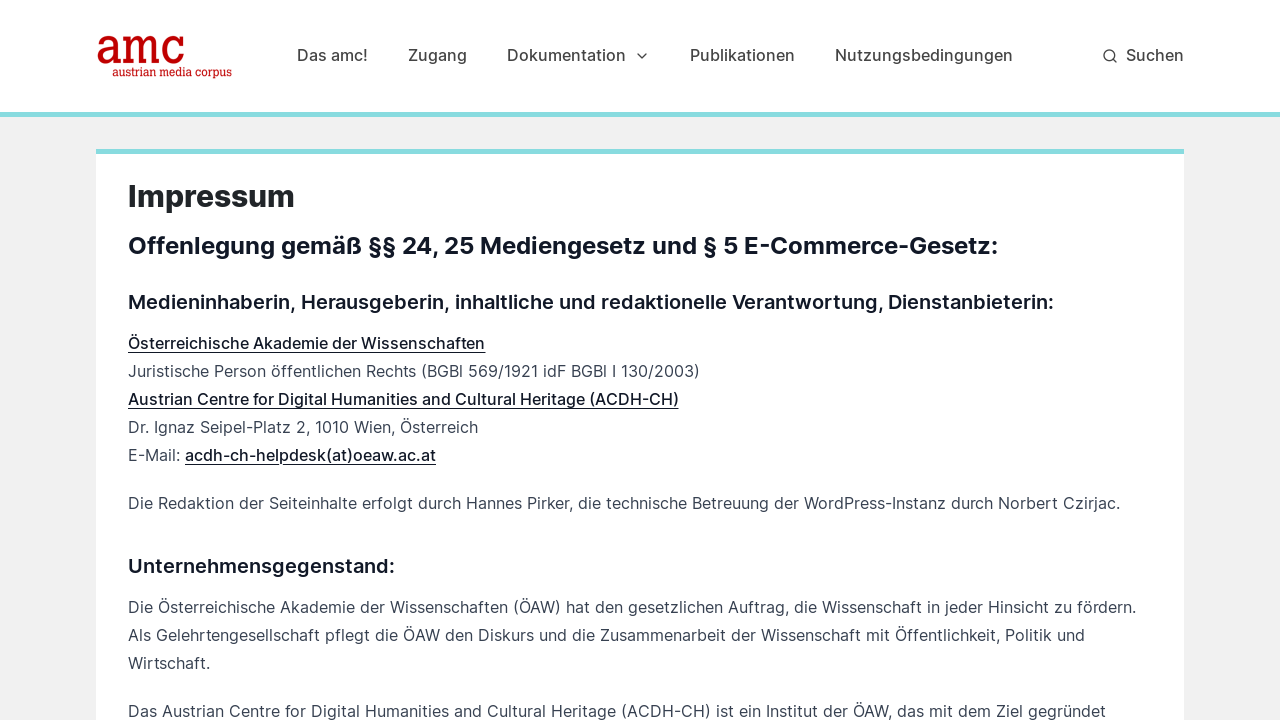 amc
austrian media corpus
Das amc!
Zugang
Dokumentation
Publikationen
Nutzungsbedingungen
Suchen
Impressum
Offenlegung gemäß §§ 24, 25 Mediengesetz und § 5 E-Commerce-Gesetz:
Medieninhaberin, Herausgeberin, inhaltliche und redaktionelle Verantwortung, Dienstanbieterin:
Österreichische Akademie der Wissenschaften
Juristische Person öffentlichen Rechts (BGBl 569/1921 idF BGBl I 130/2003)
Austrian Centre for Digital Humanities and Cultural Heritage (ACDH-CH)
Dr. Ignaz Seipel-Platz 2, 1010 Wien, Österreich
E-Mail: acdh-ch-helpdesk(at)oeaw.ac.at
Die Redaktion der Seiteinhalte erfolgt durch Hannes Pirker, die technische Betreuung der WordPress-Instanz durch Norbert Czirjac.
Unternehmensgegenstand:
Die Österreichische Akademie der Wissenschaften (ÖAW) hat den gesetzlichen Auftrag, die Wissenschaft in jeder Hinsicht zu fördern.
Als Gelehrtengesellschaft pflegt die ÖAW den Diskurs und die Zusammenarbeit der Wissenschaft mit Öffentlichkeit, Politik und
Wirtschaft.
Das Austrian Centre for Digital Humanities and Cultural Heritage (ACDH-CH) ist ein Institut der ÖAW, das mit dem Ziel gegründet